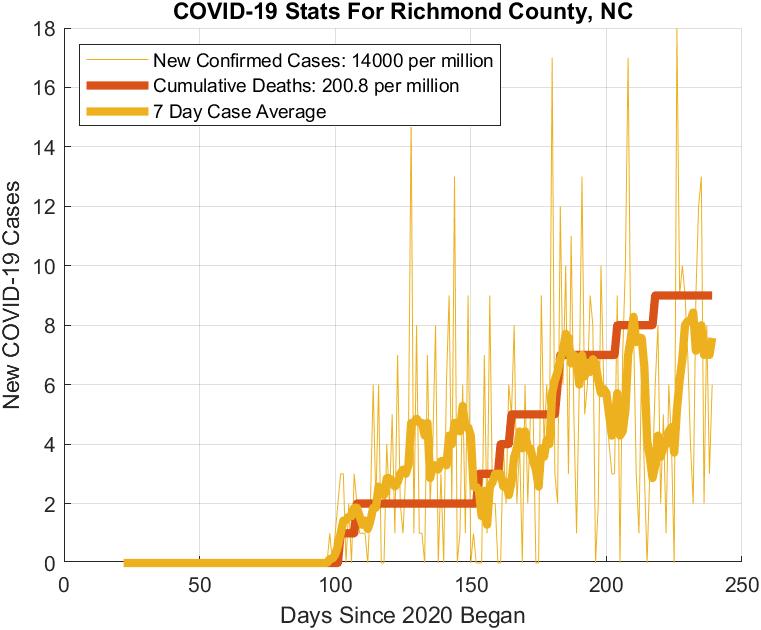 COVID-19 Stats For Richmond County, NC
New Confirmed Cases: 14000 per million
Cumulative Deaths: 200.8 per million
7 Day Case Average
New COVID-19 Cases
18
16
14
12
10
8
6
4
2
0
0 50 100 150 200 250
Days Since 2020 Began